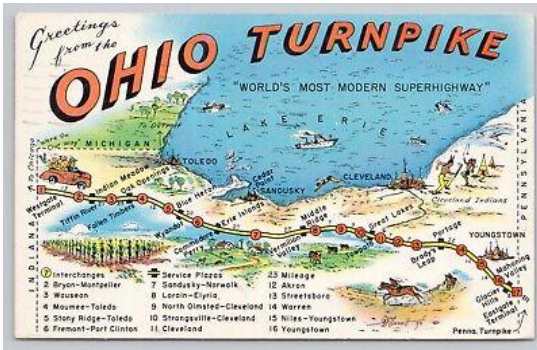 Greetings
from the
OHIO TURNPIKE
"WORLD'S MOST MODERN SUPERHIGHWAY"
LAKE ERIE
MICHIGAN
To Chicago
TOLEDO
Cedar
Point
SANDUSKY
CLEVELAND
Cleveland Indians
PENNSYLVANIA
INDIANA
Westgate
Terminal
Indian Meadow
Tiffin River
Oak Openings
Fallen Timbers
Blue Heron
Wyandot
Erie Islands
Commodore
Perry
Middle
Ridge
Vermilion
Valley
Great Lakes
Towpath
Portage
Brady's
Leap
YOUNGSTOWN
Mahoning
Valley
Glacier
Hills
Eastgate
Terminal
Penna. Turnpike
7 Interchanges
2 Bryan-Montpelier
3 Wauseon
4 Maumee-Toledo
5 Stony Ridge-Toledo
6 Fremont-Port Clinton
Service Plazas
7 Sandusky-Norwalk
8 Lorain-Elyria
9 North Olmsted-Cleveland
10 Strongsville-Cleveland
11 Cleveland
23 Mileage
12 Akron
13 Streetsboro
14 Warren
15 Niles-Youngstown
16 Youngstown